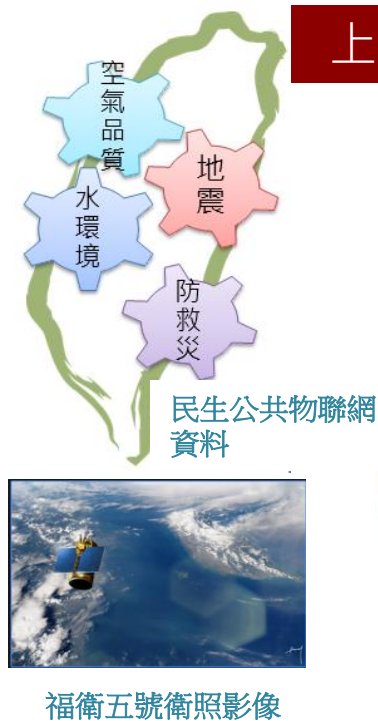 上
空氣品質
地震
水環境
防救災
民生公共物聯網
資料
福衛五號衛照影像